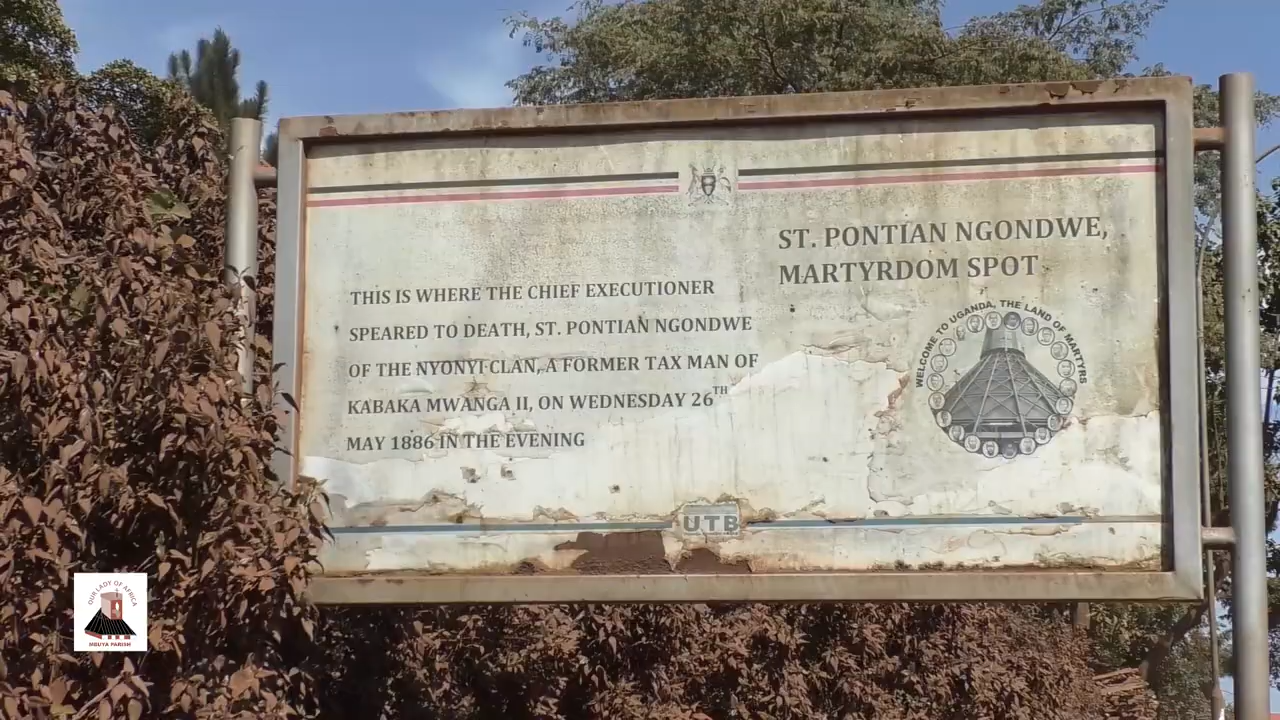 ST. PONTIAN NGONDWE,
MARTYRDOM SPOT
THIS IS WHERE THE CHIEF EXECUTIONER
SPEARED TO DEATH, ST. PONTIAN NGONDWE
OF THE NYONYI CLAN, A FORMER TAX MAN OF
KABAKA MWANGA II, ON WEDNESDAY 26TH
MAY 1886 IN THE EVENING
WELCOME TO UGANDA, THE LAND OF MARTYRS
UTB
OUR LADY OF AFRICA
MBUYA PARISH